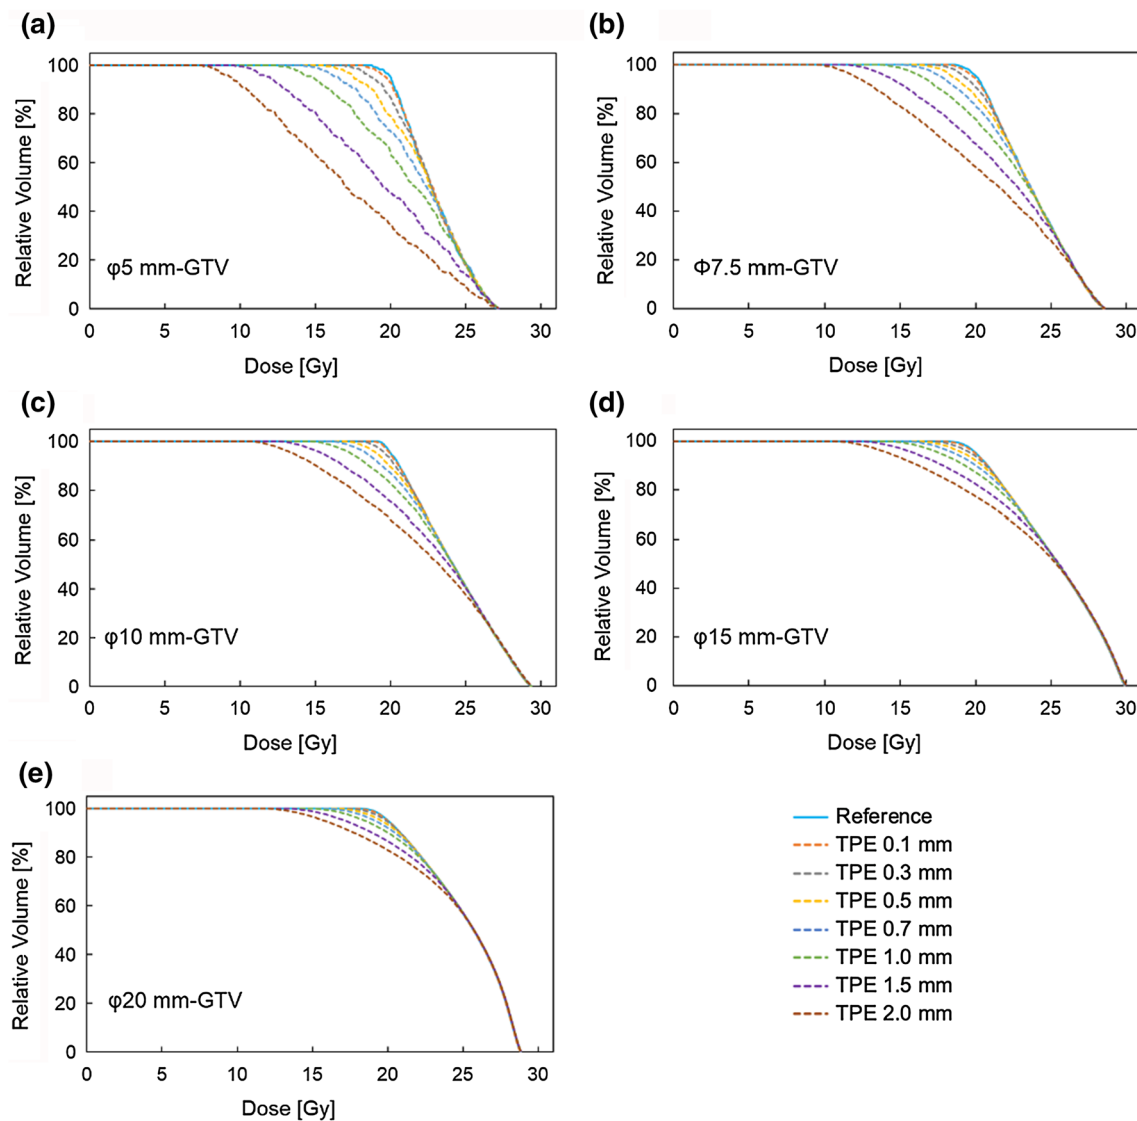 (a)
Relative Volume [%]
100
80
60
40
20
0
φ5 mm-GTV
0 5 10 15 20 25 30
Dose [Gy]
(b)
Relative Volume [%]
100
80
60
40
20
0
Φ7.5 mm-GTV
0 5 10 15 20 25 30
Dose [Gy]
(c)
Relative Volume [%]
100
80
60
40
20
0
φ10 mm-GTV
0 5 10 15 20 25 30
Dose [Gy]
(d)
Relative Volume [%]
100
80
60
40
20
0
φ15 mm-GTV
0 5 10 15 20 25 30
Dose [Gy]
(e)
Relative Volume [%]
100
80
60
40
20
0
φ20 mm-GTV
0 5 10 15 20 25 30
Dose [Gy]
Reference
TPE 0.1 mm
TPE 0.3 mm
TPE 0.5 mm
TPE 0.7 mm
TPE 1.0 mm
TPE 1.5 mm
TPE 2.0 mm